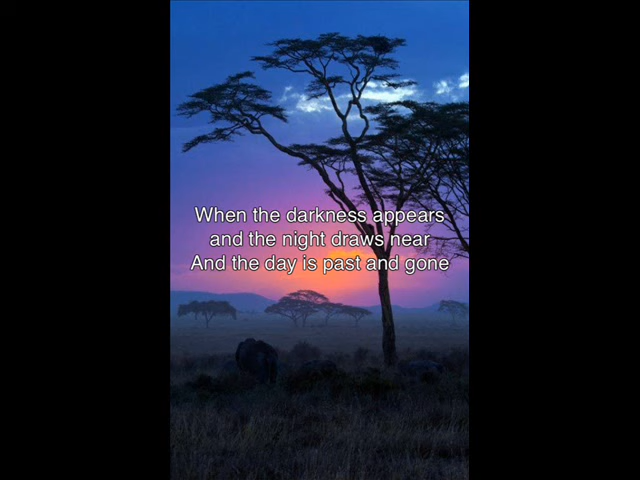 When the darkness appears
and the night draws near
And the day is past and gone